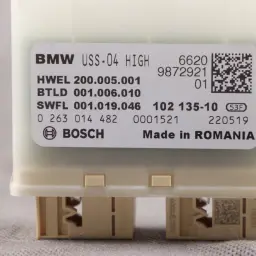 BMW USS-04 HIGH 6620
9872921
HWEL 200.005.001 01
BTLD 001.006.010
SWFL 001.019.046 102 135-10 S3F
0 263 014 482 0001521 220519
BOSCH Made in ROMANIA